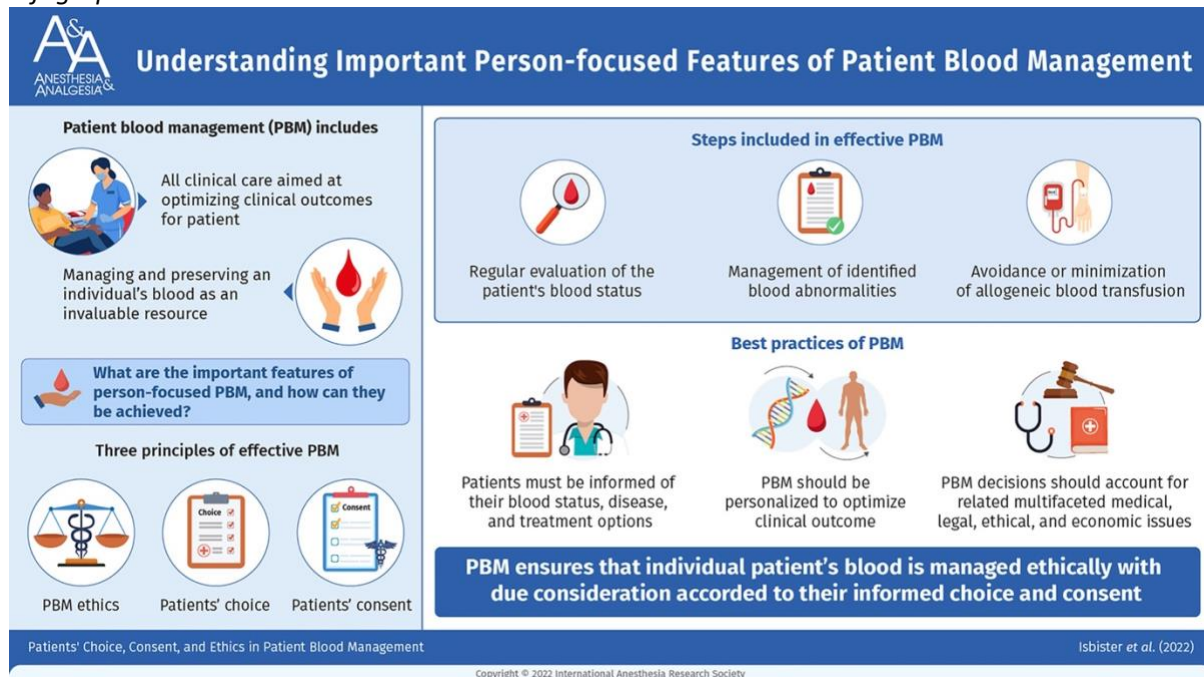 A&A
ANESTHESIA &
ANALGESIA
Understanding Important Person-focused Features of Patient Blood Management
Patient blood management (PBM) includes
All clinical care aimed at
optimizing clinical outcomes
for patient
Managing and preserving an
individual's blood as an
invaluable resource
What are the important features of
person-focused PBM, and how can they
be achieved?
Three principles of effective PBM
Choice
Consent
PBM ethics
Patients' choice
Patients' consent
Steps included in effective PBM
Regular evaluation of the
patient's blood status
Management of identified
blood abnormalities
Avoidance or minimization
of allogeneic blood transfusion
Best practices of PBM
Patients must be informed of
their blood status, disease,
and treatment options
PBM should be
personalized to optimize
clinical outcome
PBM decisions should account for
related multifaceted medical,
legal, ethical, and economic issues
PBM ensures that individual patient's blood is managed ethically with
due consideration accorded to their informed choice and consent
Patients' Choice, Consent, and Ethics in Patient Blood Management
Isbister et al. (2022)
Copyright © 2022 International Anesthesia Research Society